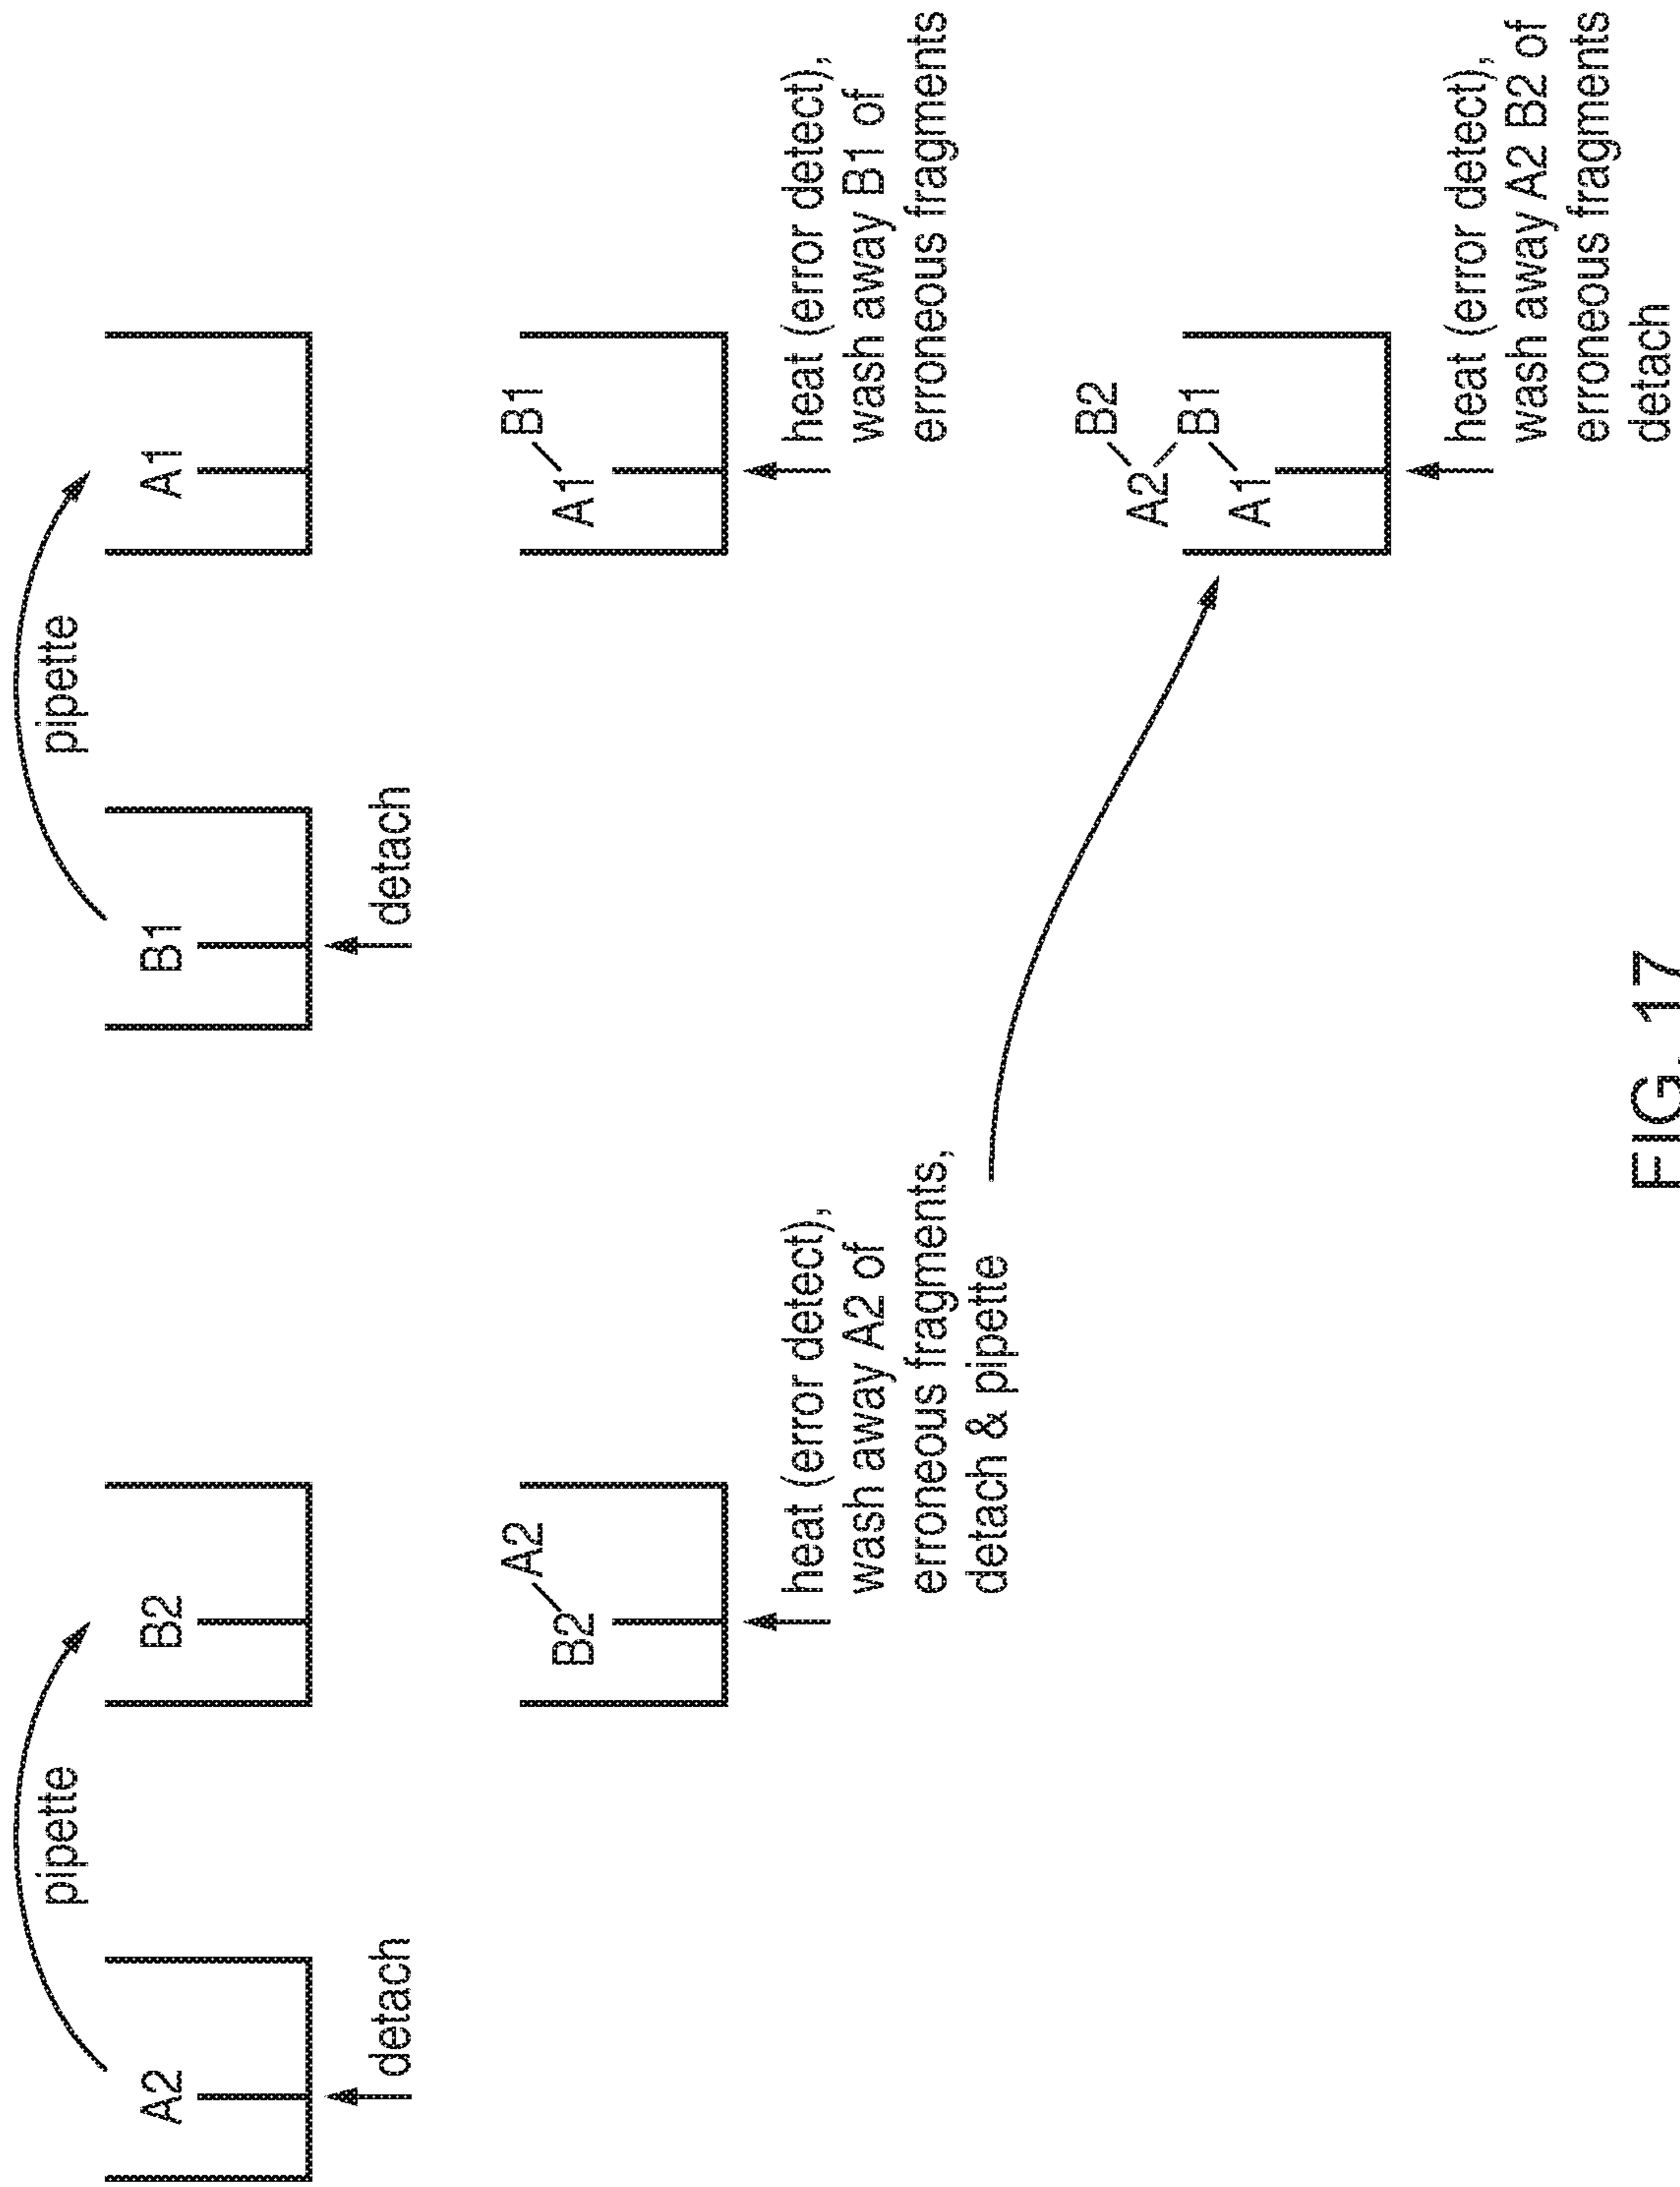 pipette
pipette
A2
B2
B1
A1
detach
detach
A2
B2
B1
A1
heat (error detect),
wash away A2 of
erroneous fragments,
detach & pipette
heat (error detect),
wash away B1 of
erroneous fragments
B2
A2
B1
A1
heat (error detect),
wash away A2 B2 of
erroneous fragments
detach
FIG. 17